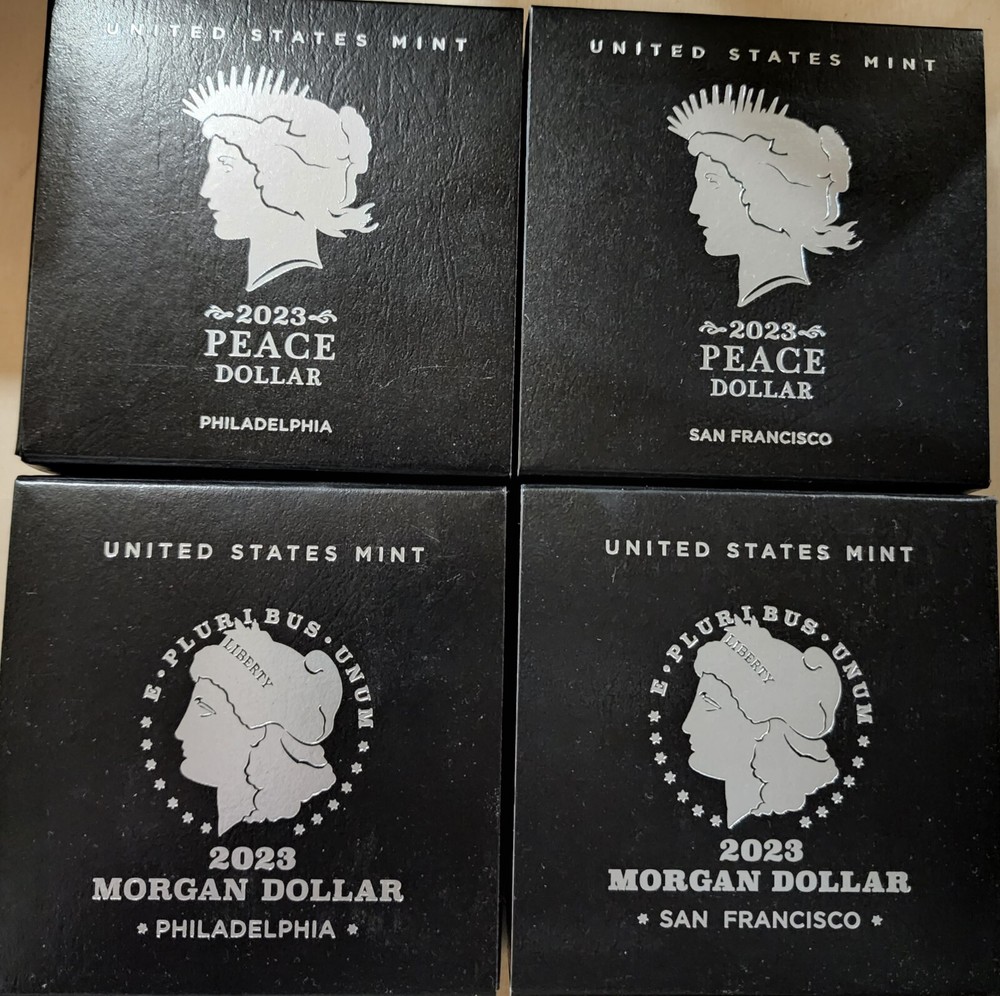 UNITED STATES MINT
2023
PEACE
DOLLAR
PHILADELPHIA
UNITED STATES MINT
2023
PEACE
DOLLAR
SAN FRANCISCO
UNITED STATES MINT
E•PLURIBUS•UNUM
LIBERTY
2023
MORGAN DOLLAR
* PHILADELPHIA *
UNITED STATES MINT
E•PLURIBUS•UNUM
LIBERTY
2023
MORGAN DOLLAR
* SAN FRANCISCO *